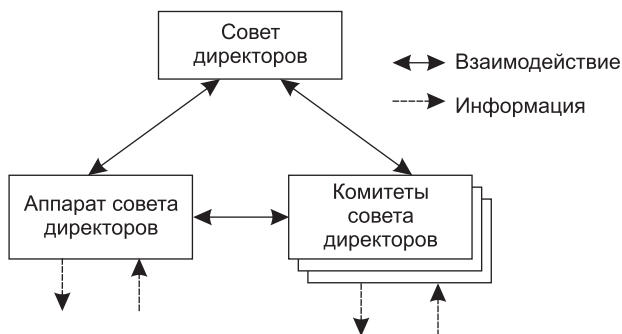 Совет
директоров
Взаимодействие
Информация
Аппарат совета
директоров
Комитеты
совета
директоров